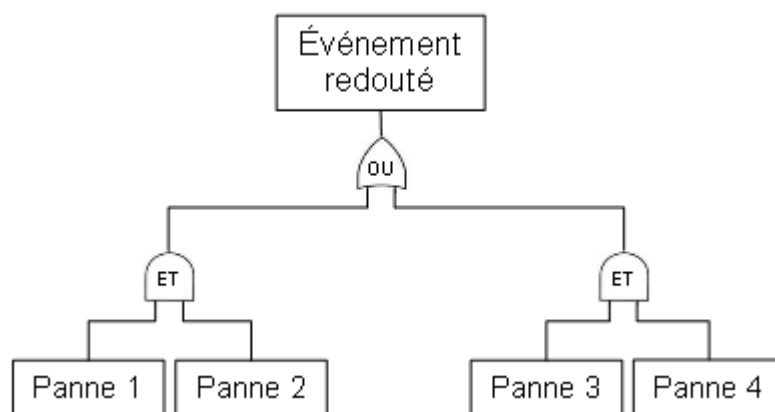 Événement
redouté
OU
ET
ET
Panne 1
Panne 2
Panne 3
Panne 4